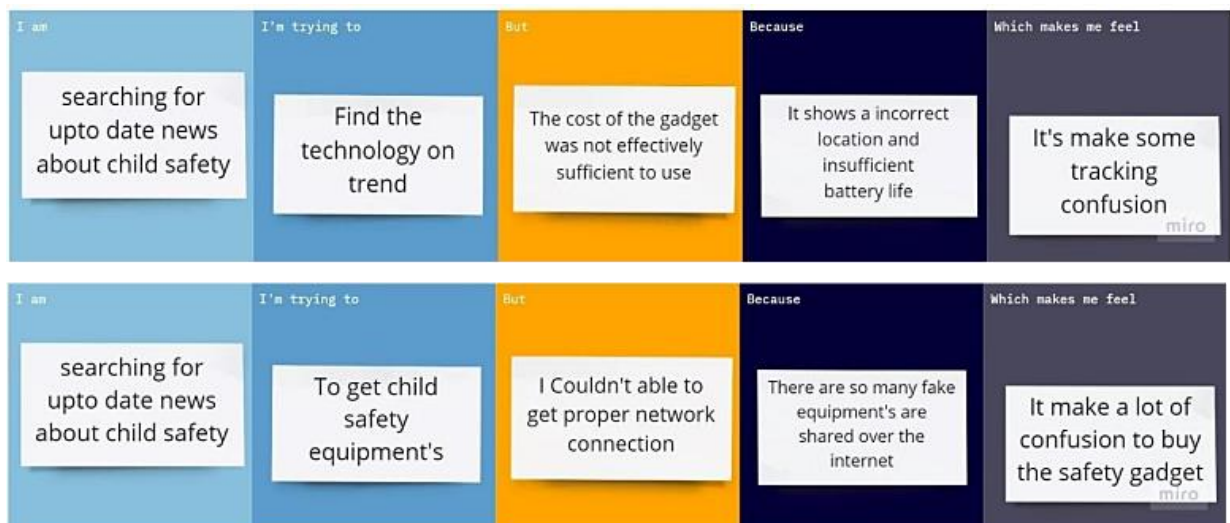 I am
searching for
upto date news
about child safety
I'm trying to
Find the
technology on
trend
But
The cost of the gadget
was not effectively
sufficient to use
Because
It shows a incorrect
location and
insufficient
battery life
Which makes me feel
It's make some
tracking
confusion
miro
I am
searching for
upto date news
about child safety
I'm trying to
To get child
safety
equipment's
But
I Couldn't able to
get proper network
connection
Because
There are so many fake
equipment's are
shared over the
internet
Which makes me feel
It make a lot of
confusion to buy
the safety gadget
miro